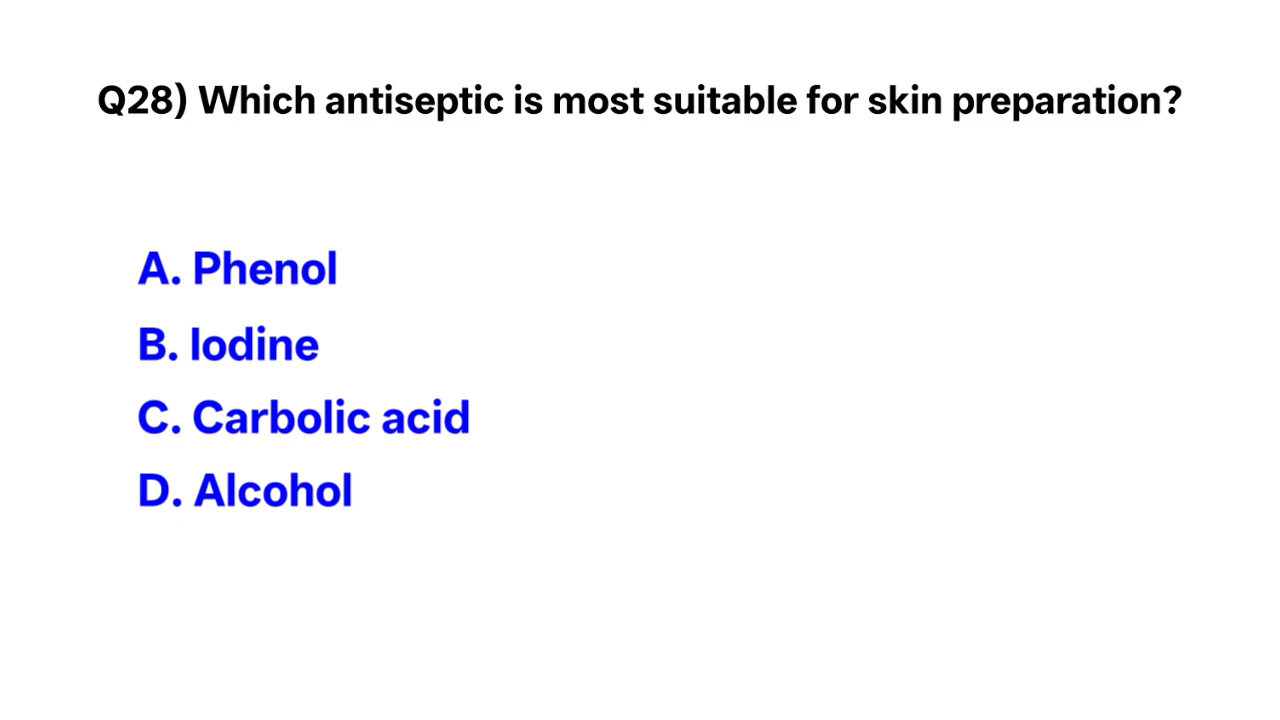 Q28) Which antiseptic is most suitable for skin preparation?
A. Phenol
B. Iodine
C. Carbolic acid
D. Alcohol